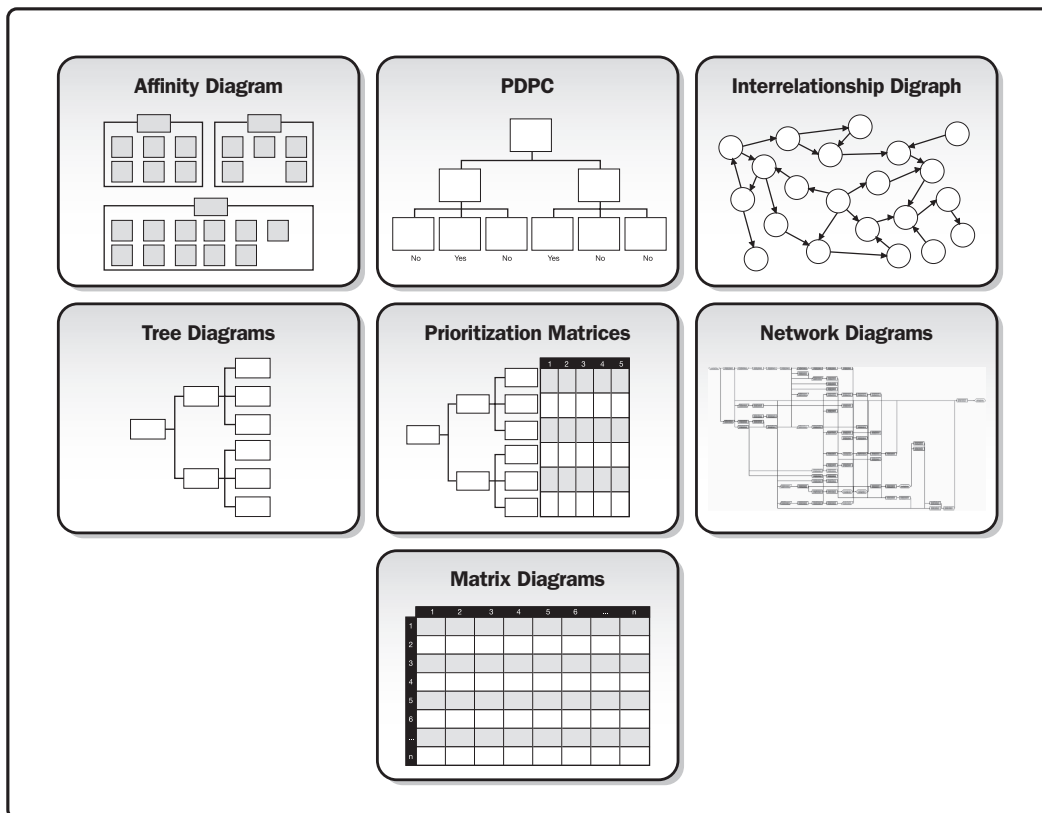 Affinity Diagram
PDPC
No Yes No Yes No No
Interrelationship Digraph
Tree Diagrams
Prioritization Matrices
1 2 3 4 5
Network Diagrams
Matrix Diagrams
1 2 3 4 5 6 ... n
1
2
3
4
5
6
...
n